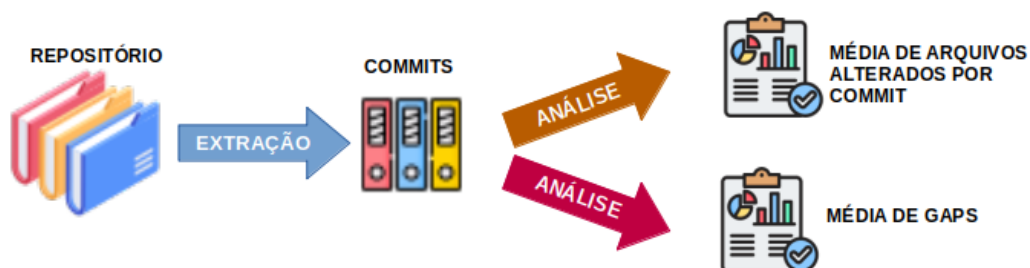 REPOSITÓRIO
EXTRAÇÃO
COMMITS
ANÁLISE
MÉDIA DE ARQUIVOS
ALTERADOS POR
COMMIT
ANÁLISE
MÉDIA DE GAPS